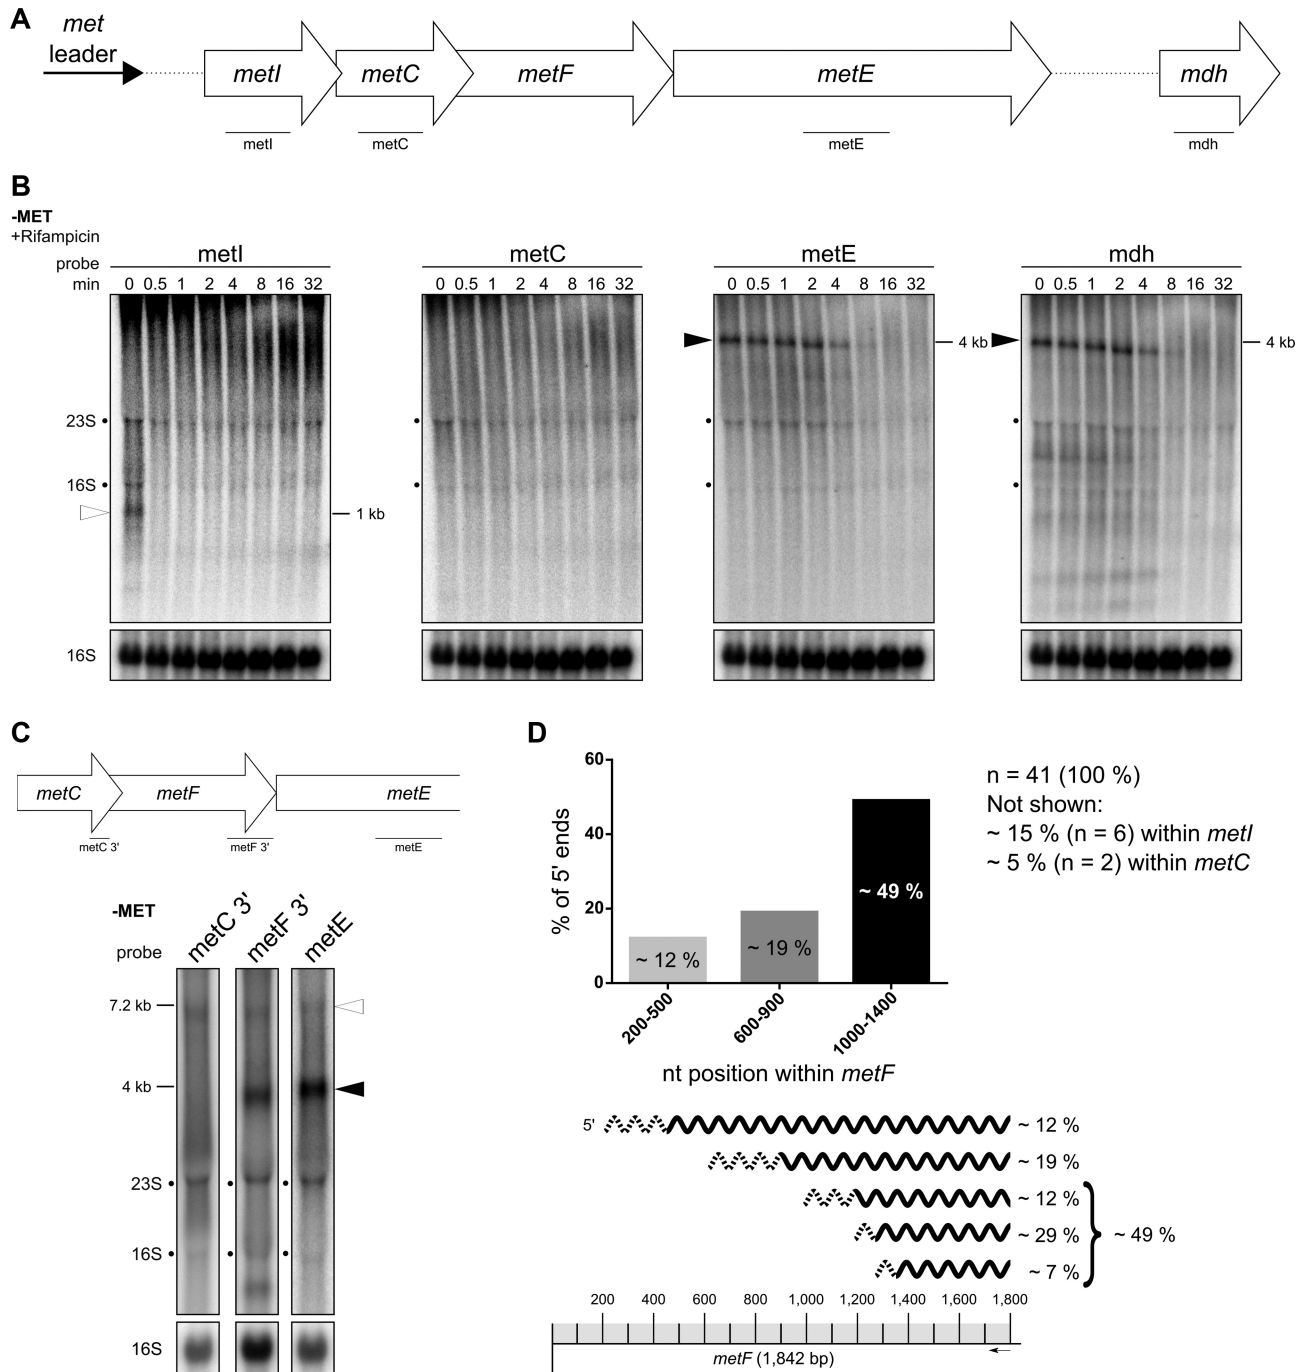 A
met
leader
metI
metC
metF
metE
mdh
metI
metC
metE
mdh
B
-MET
+Rifampicin
probe
min
metI
0 0.5 1 2 4 8 16 32
metC
0 0.5 1 2 4 8 16 32
metE
0 0.5 1 2 4 8 16 32
mdh
0 0.5 1 2 4 8 16 32
4 kb
4 kb
23S
16S
1 kb
16S
C
metC
metF
metE
metC 3'
metF 3'
metE
-MET
probe
metC 3'
metF 3'
metE
7.2 kb
4 kb
23S
16S
16S
D
% of 5' ends
60
40
20
0
~ 12 %
~ 19 %
~ 49 %
200-500
600-900
1000-1400
nt position within metF
n = 41 (100 %)
Not shown:
~ 15 % (n = 6) within metI
~ 5 % (n = 2) within metC
5'
~ 12 %
~ 19 %
~ 12 %
~ 29 %
~ 7 %
~ 49 %
200 400 600 800 1,000 1,200 1,400 1,600 1,800
metF (1,842 bp)